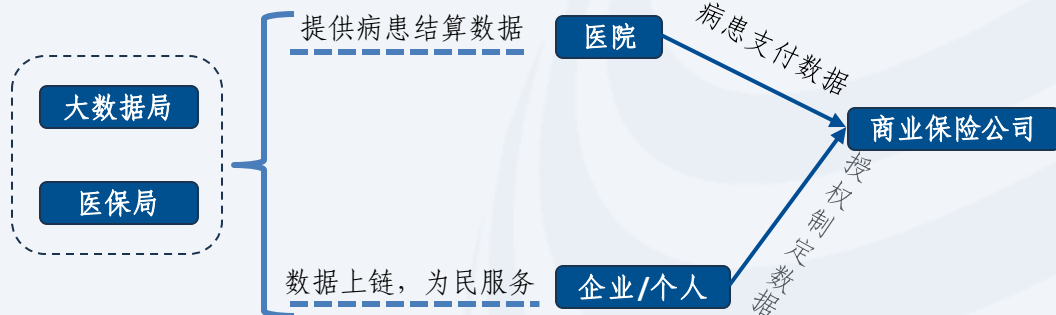 提供病患结算数据
医院
病患支付数据
大数据局
商业保险公司
医保局
授权制定数据
数据上链，为民服务
企业/个人